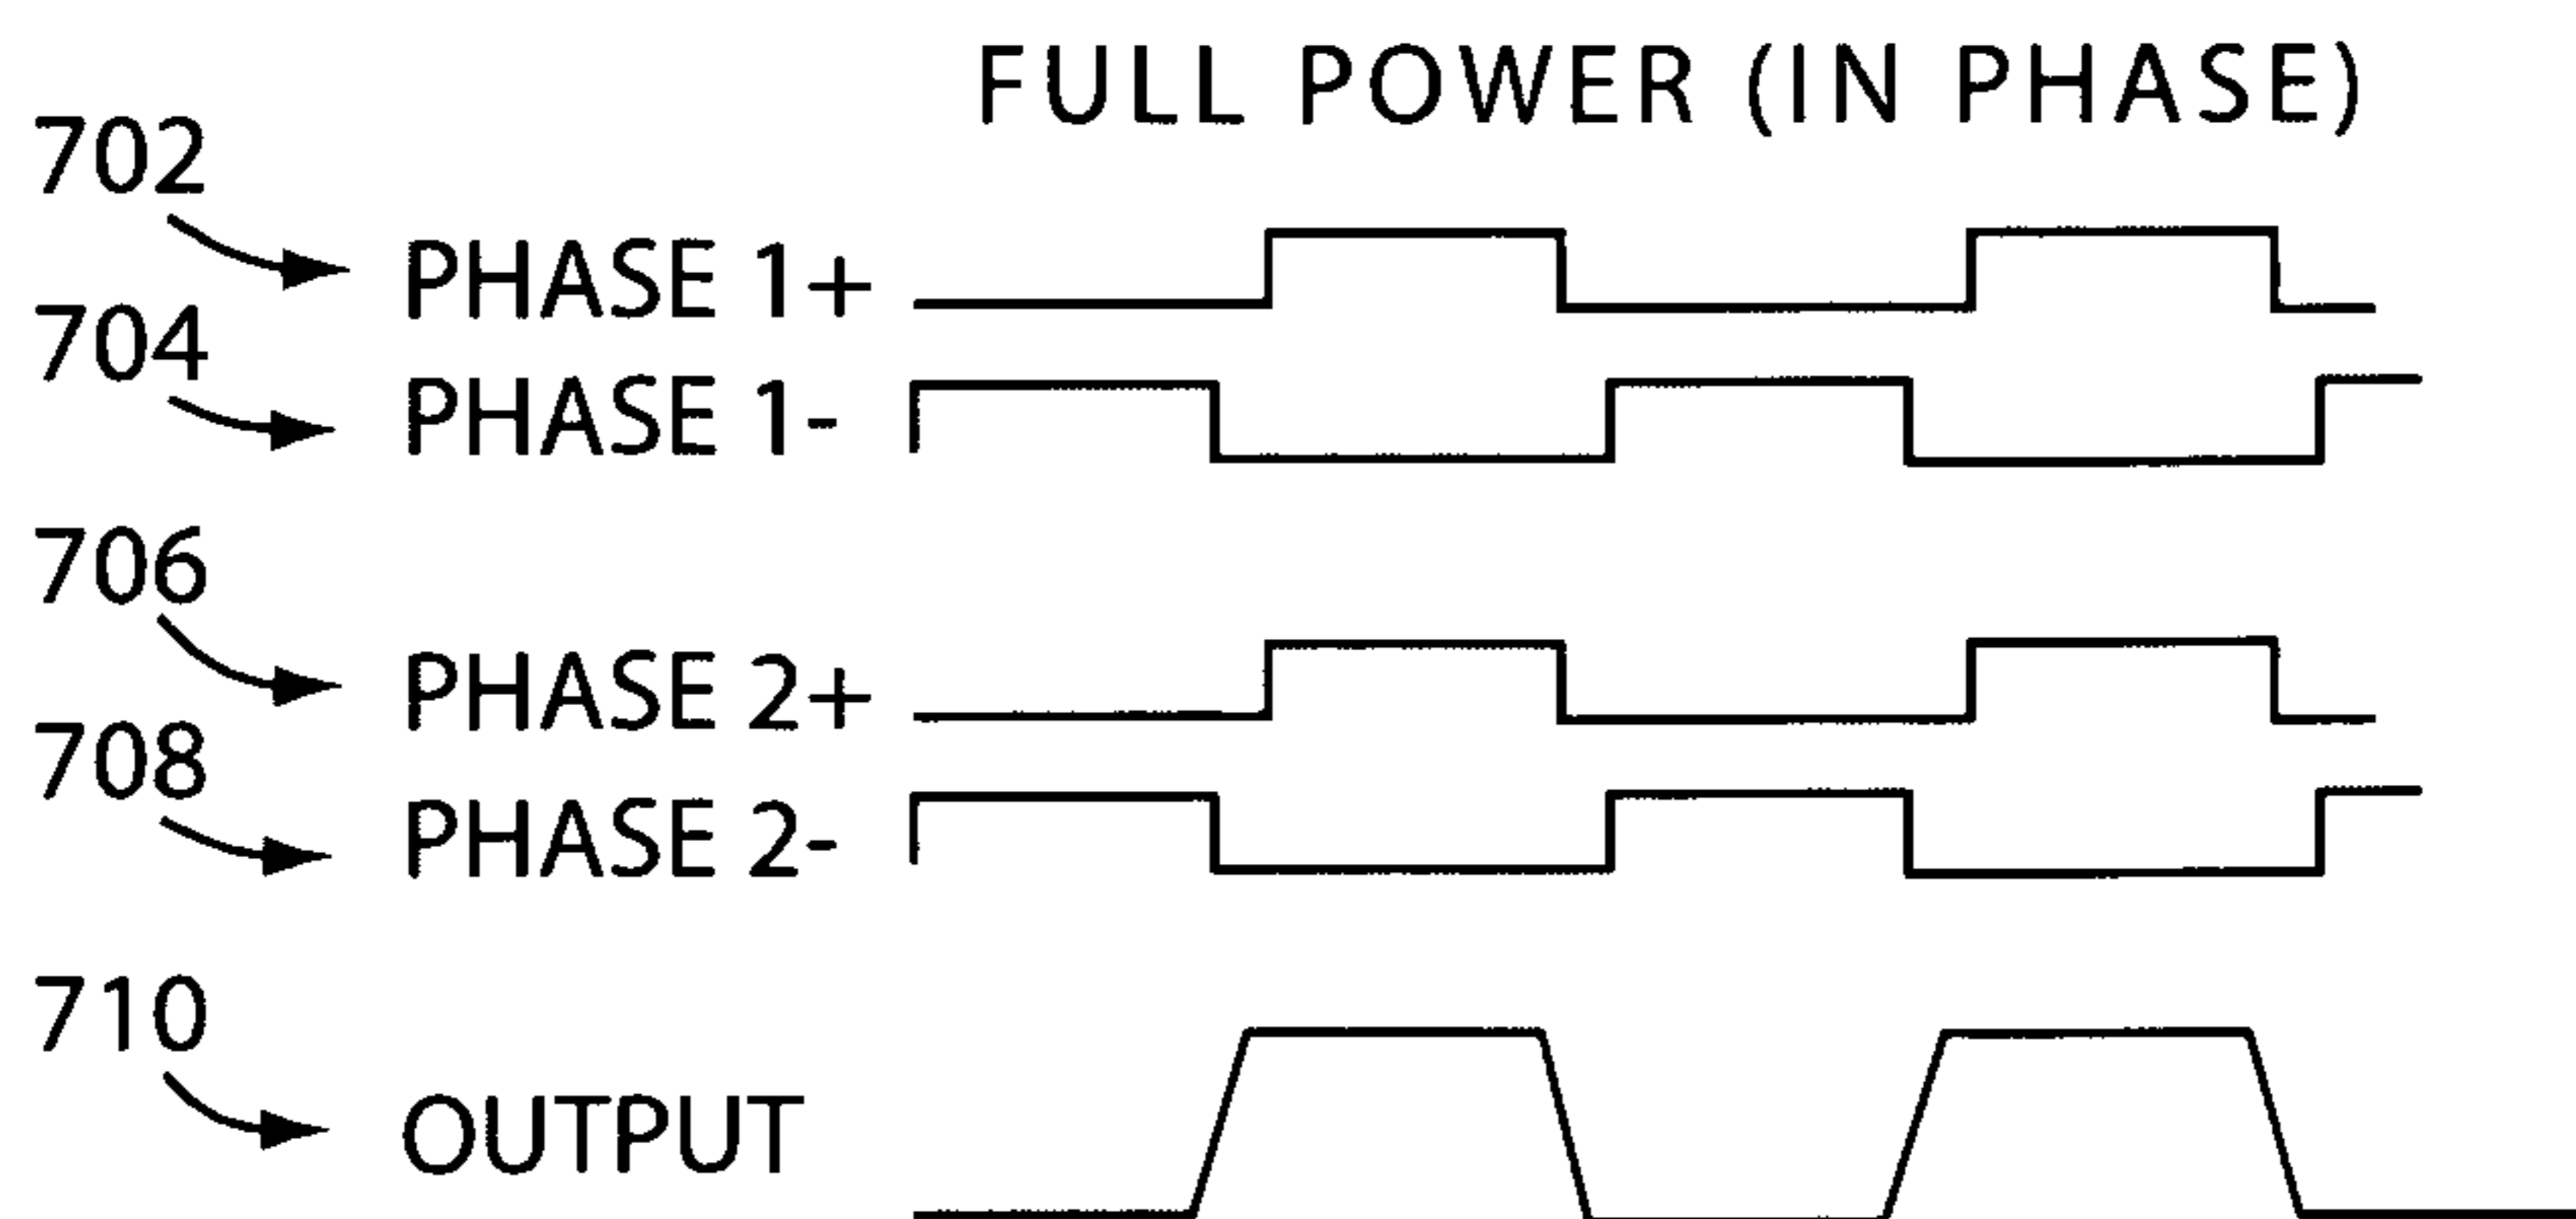 FULL POWER (IN PHASE)
702
PHASE 1+
704
PHASE 1-
706
PHASE 2+
708
PHASE 2-
710
OUTPUT